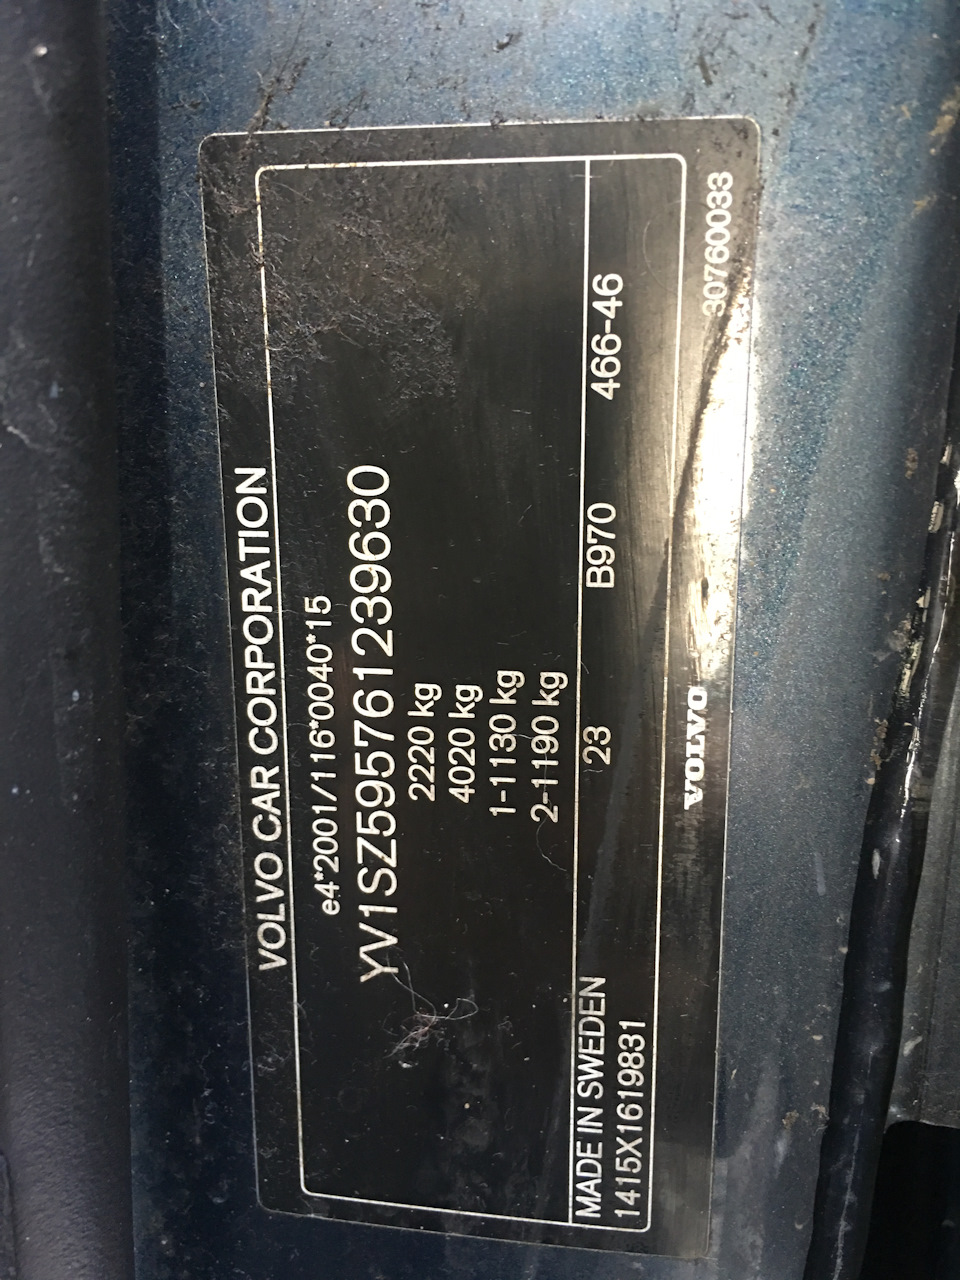 VOLVO CAR CORPORATION
e4*2001/116*0040*15
YV1SZ595761239630
2220 kg
4020 kg
1-1130 kg
2-1190 kg
MADE IN SWEDEN 23 B970 466-46
1415X1619831
VOLVO 30760033